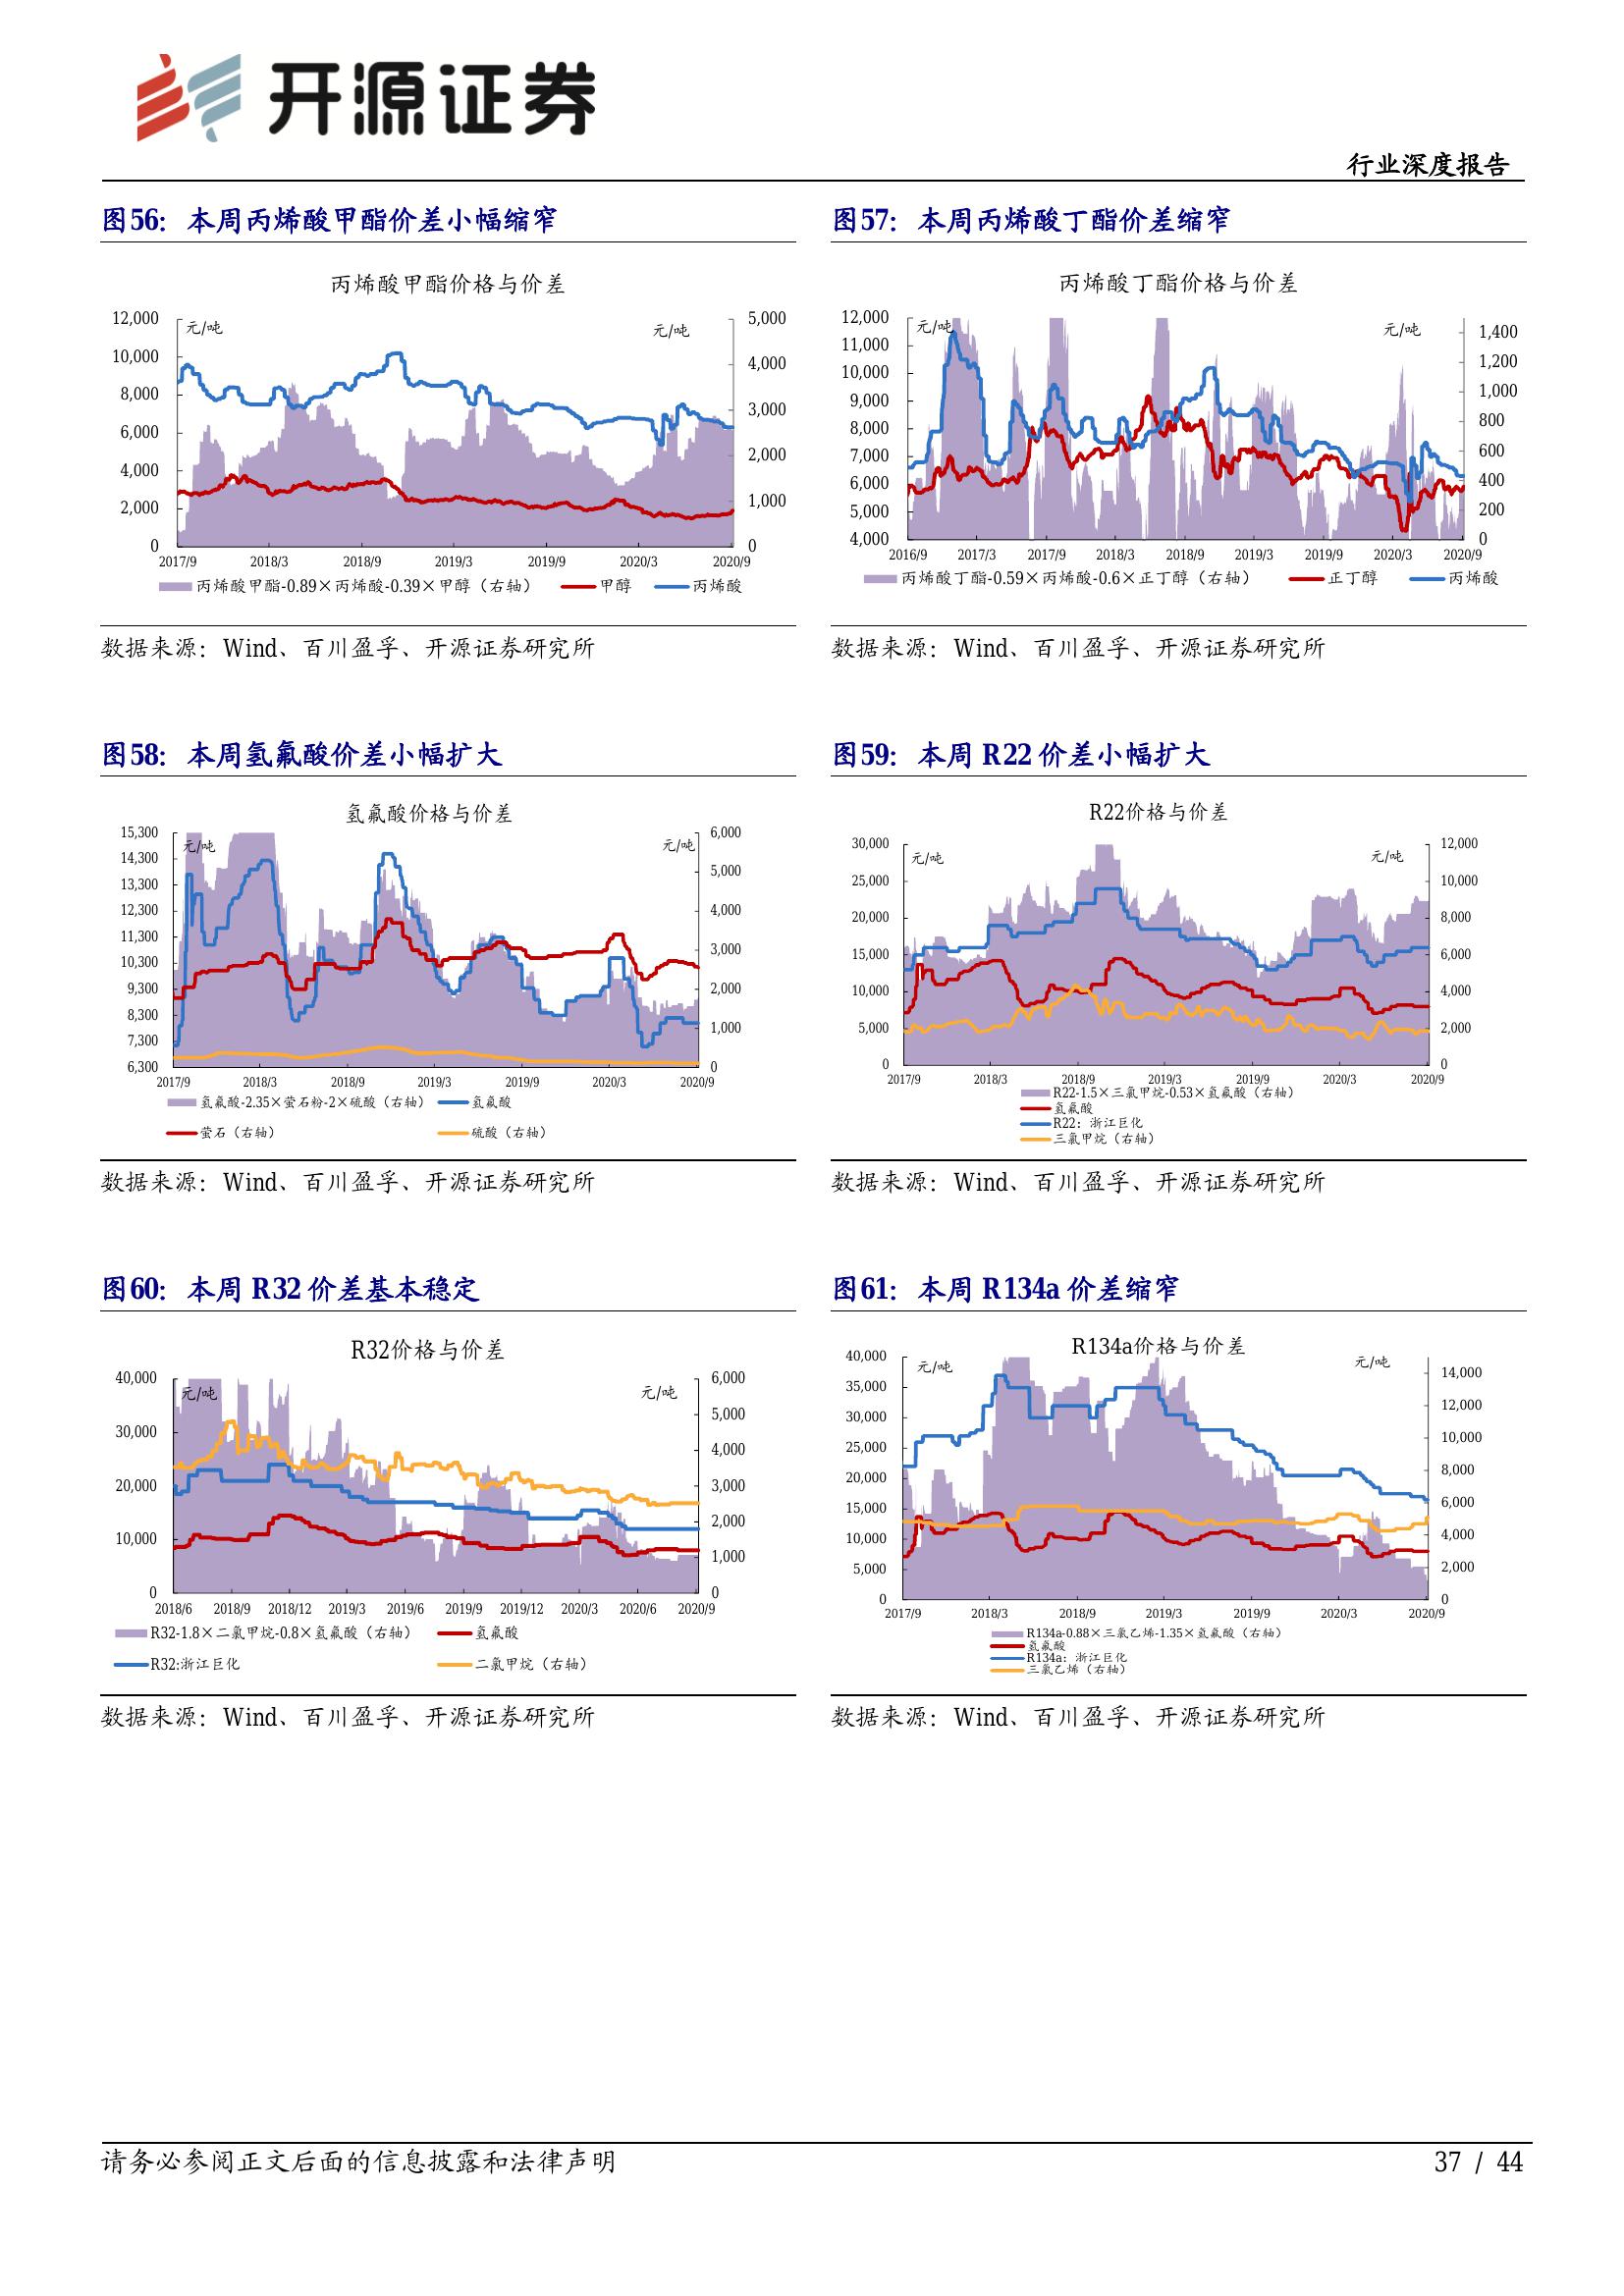 开源证券
行业深度报告
图56：本周丙烯酸甲酯价差小幅缩窄
丙烯酸甲酯价格与价差
元/吨
元/吨
12,000
10,000
8,000
6,000
4,000
2,000
0
5,000
4,000
3,000
2,000
1,000
0
2017/9 2018/3 2018/9 2019/3 2019/9 2020/3 2020/9
丙烯酸甲酯-0.89×丙烯酸-0.39×甲醇（右轴） 甲醇 丙烯酸
数据来源：Wind、百川盈孚、开源证券研究所
图57：本周丙烯酸丁酯价差缩窄
丙烯酸丁酯价格与价差
元/吨
元/吨
12,000
11,000
10,000
9,000
8,000
7,000
6,000
5,000
4,000
1,400
1,200
1,000
800
600
400
200
0
2016/9 2017/3 2017/9 2018/3 2018/9 2019/3 2019/9 2020/3 2020/9
丙烯酸丁酯-0.59×丙烯酸-0.6×正丁醇（右轴） 正丁醇 丙烯酸
数据来源：Wind、百川盈孚、开源证券研究所
图58：本周氢氟酸价差小幅扩大
氢氟酸价格与价差
元/吨
元/吨
15,300
14,300
13,300
12,300
11,300
10,300
9,300
8,300
7,300
6,300
6,000
5,000
4,000
3,000
2,000
1,000
0
2017/9 2018/3 2018/9 2019/3 2019/9 2020/3 2020/9
氢氟酸-2.35×萤石粉-2×硫酸（右轴） 氢氟酸
萤石（右轴） 硫酸（右轴）
数据来源：Wind、百川盈孚、开源证券研究所
图59：本周 R22 价差小幅扩大
R22价格与价差
元/吨
元/吨
30,000
25,000
20,000
15,000
10,000
5,000
0
12,000
10,000
8,000
6,000
4,000
2,000
0
2017/9 2018/3 2018/9 2019/3 2019/9 2020/3 2020/9
R22-1.5×三氯甲烷-0.53×氢氟酸（右轴）
氢氟酸
R22：浙江巨化
三氯甲烷（右轴）
数据来源：Wind、百川盈孚、开源证券研究所
图60：本周 R32 价差基本稳定
R32价格与价差
元/吨
元/吨
40,000
30,000
20,000
10,000
0
6,000
5,000
4,000
3,000
2,000
1,000
0
2018/6 2018/9 2018/12 2019/3 2019/6 2019/9 2019/12 2020/3 2020/6 2020/9
R32-1.8×二氯甲烷-0.8×氢氟酸（右轴） 氢氟酸
R32:浙江巨化 二氯甲烷（右轴）
数据来源：Wind、百川盈孚、开源证券研究所
图61：本周 R134a 价差缩窄
R134a价格与价差
元/吨
元/吨
40,000
35,000
30,000
25,000
20,000
15,000
10,000
5,000
0
14,000
12,000
10,000
8,000
6,000
4,000
2,000
0
2017/9 2018/3 2018/9 2019/3 2019/9 2020/3 2020/9
R134a-0.88×三氯乙烯-1.35×氢氟酸（右轴）
氢氟酸
R134a：浙江巨化
三氯乙烯（右轴）
数据来源：Wind、百川盈孚、开源证券研究所
请务必参阅正文后面的信息披露和法律声明
37 / 44